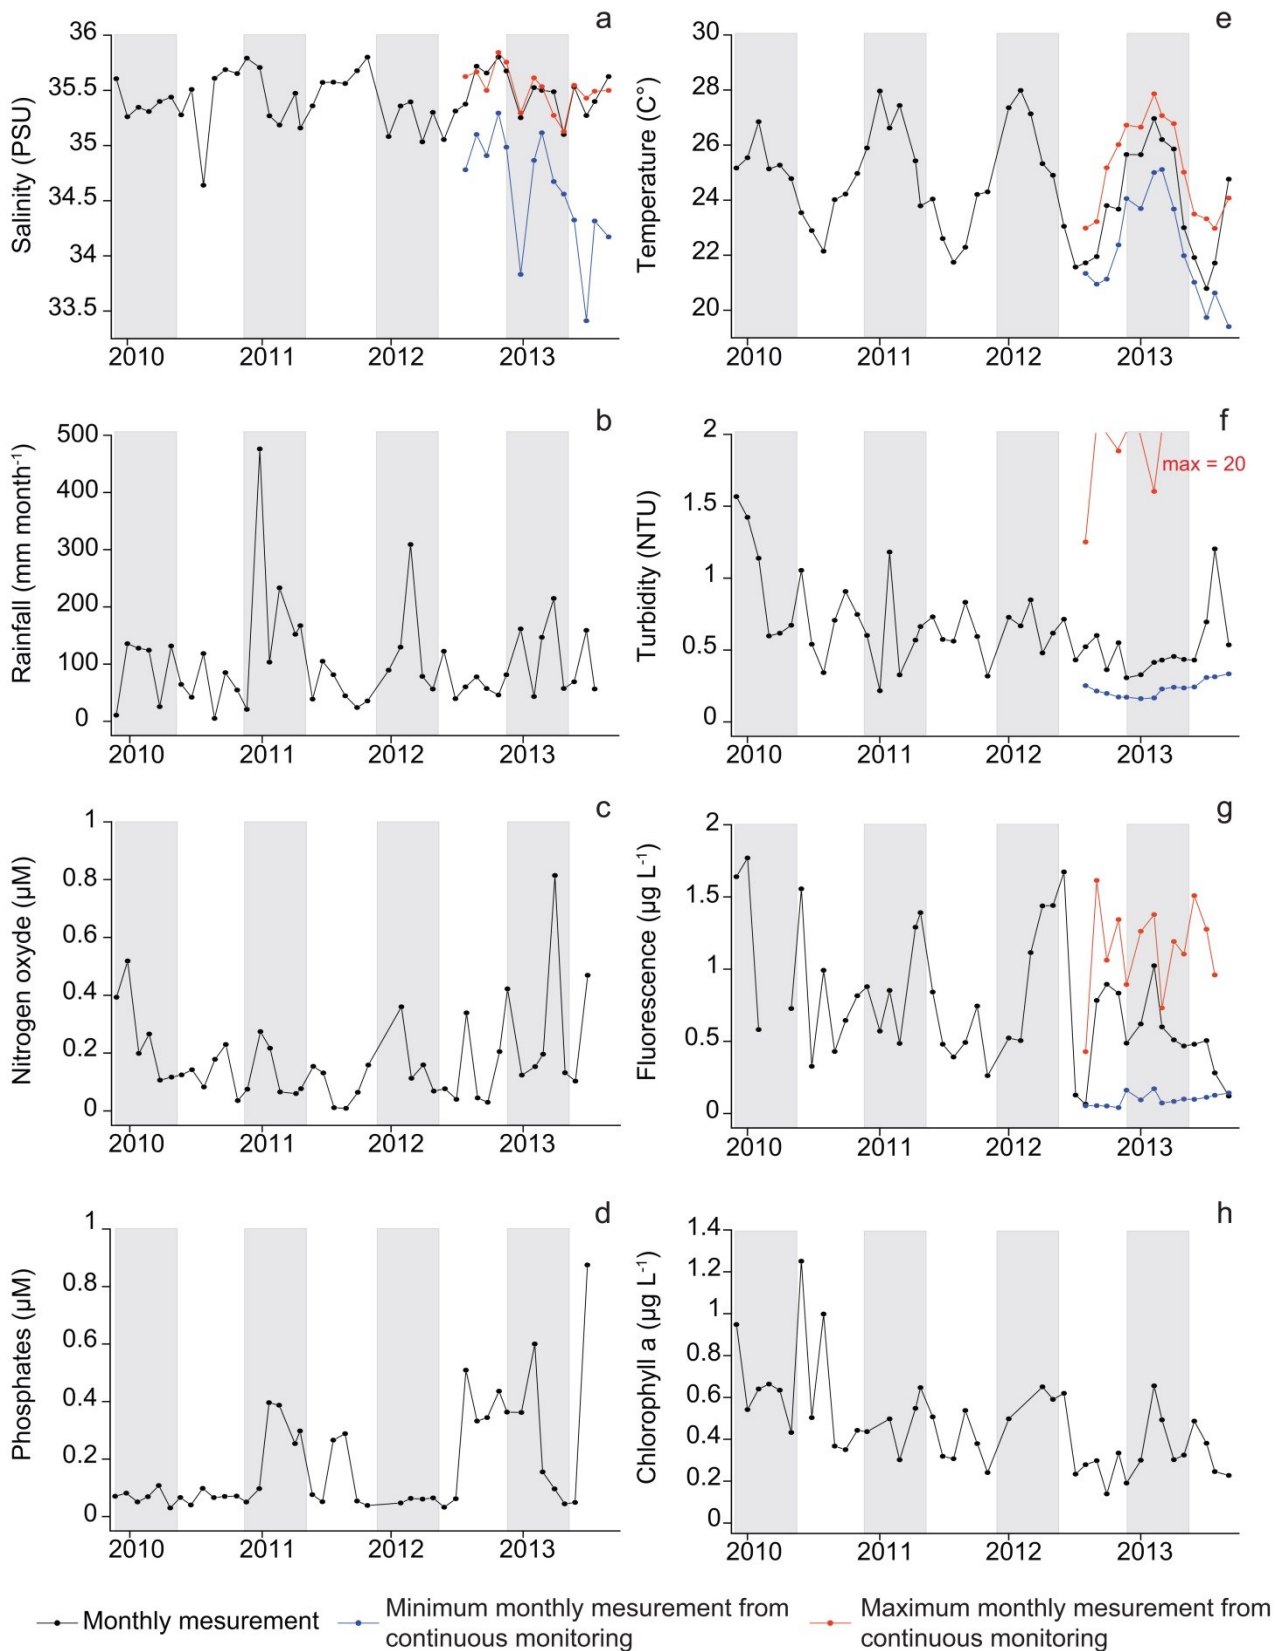 a
36
35.5
35
34.5
34
33.5
Salinity (PSU)
2010 2011 2012 2013
e
30
28
26
24
22
20
Temperature (C°)
2010 2011 2012 2013
b
500
400
300
200
100
0
Rainfall (mm month⁻¹)
2010 2011 2012 2013
f
2
1.5
1
0.5
0
Turbidity (NTU)
max = 20
2010 2011 2012 2013
c
1
0.8
0.6
0.4
0.2
0
Nitrogen oxyde (µM)
2010 2011 2012 2013
g
2
1.5
1
0.5
0
Fluorescence (µg L⁻¹)
2010 2011 2012 2013
d
1
0.8
0.6
0.4
0.2
0
Phosphates (µM)
2010 2011 2012 2013
h
1.4
1.2
1
0.8
0.6
0.4
0.2
0
Chlorophyll a (µg L⁻¹)
2010 2011 2012 2013
Monthly mesurement
Minimum monthly mesurement from
continuous monitoring
Maximum monthly mesurement from
continuous monitoring